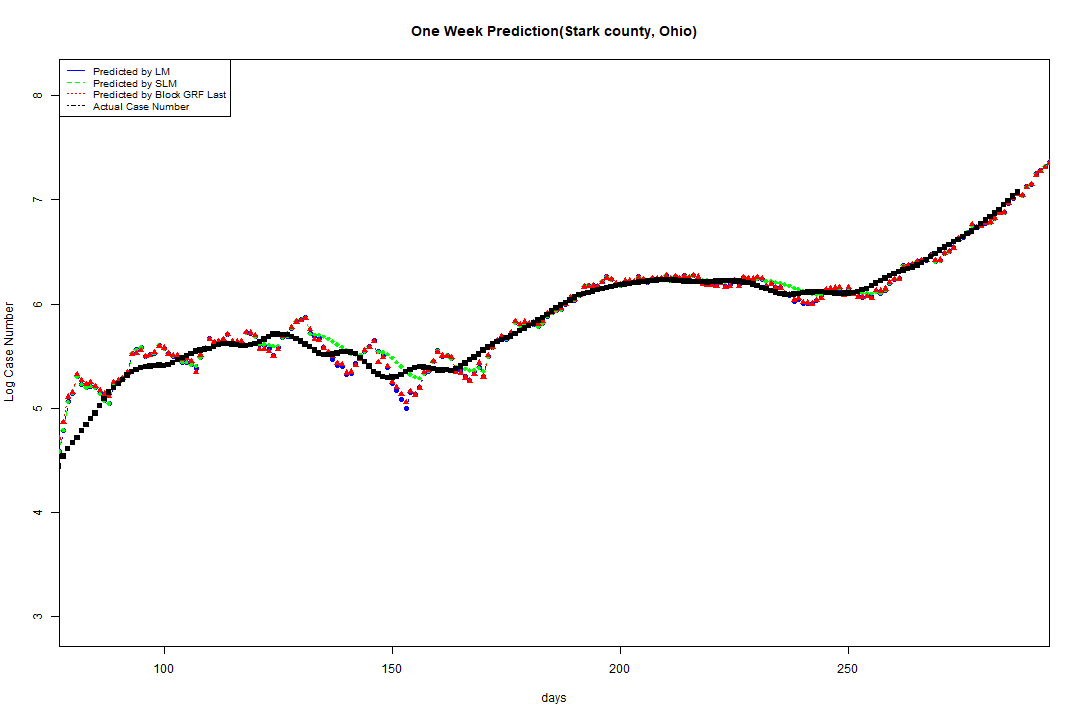 One Week Prediction(Stark county, Ohio)
Predicted by LM
Predicted by SLM
Predicted by Block GRF Last
Actual Case Number
8
7
6
5
4
3
Log Case Number
100 150 200 250
days